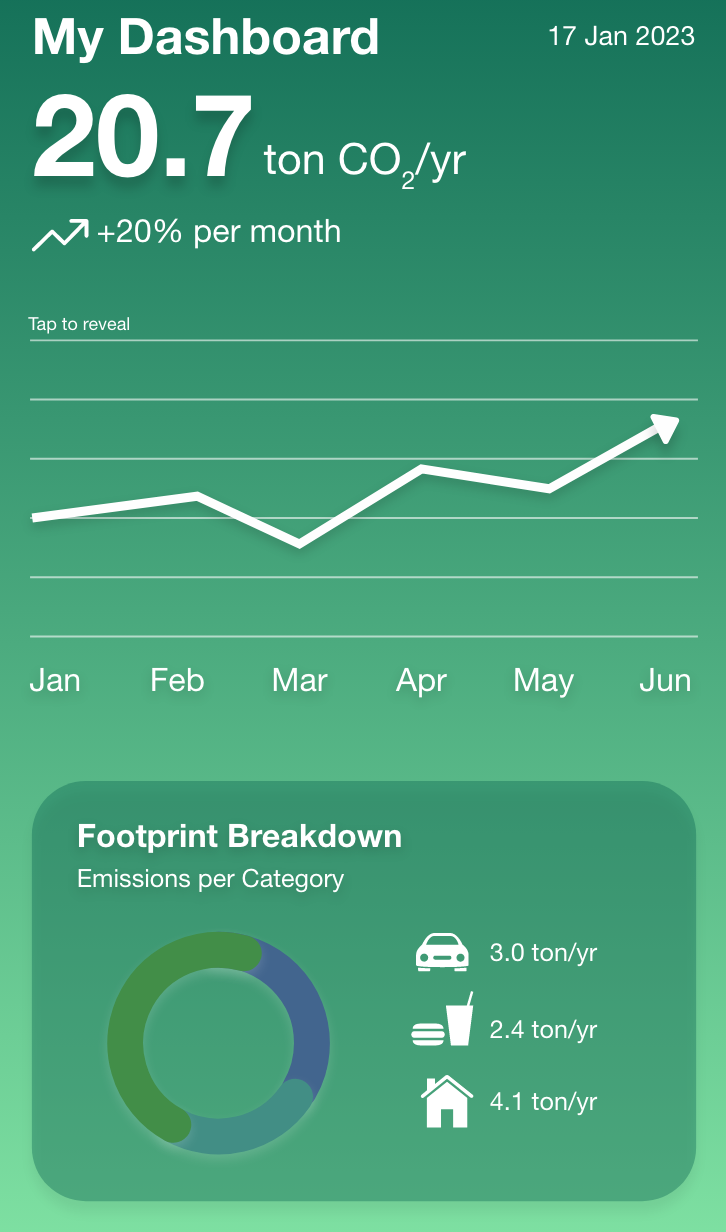 My Dashboard
17 Jan 2023
20.7 ton CO₂/yr
+20% per month
Tap to reveal
Jan Feb Mar Apr May Jun
Footprint Breakdown
Emissions per Category
3.0 ton/yr
2.4 ton/yr
4.1 ton/yr